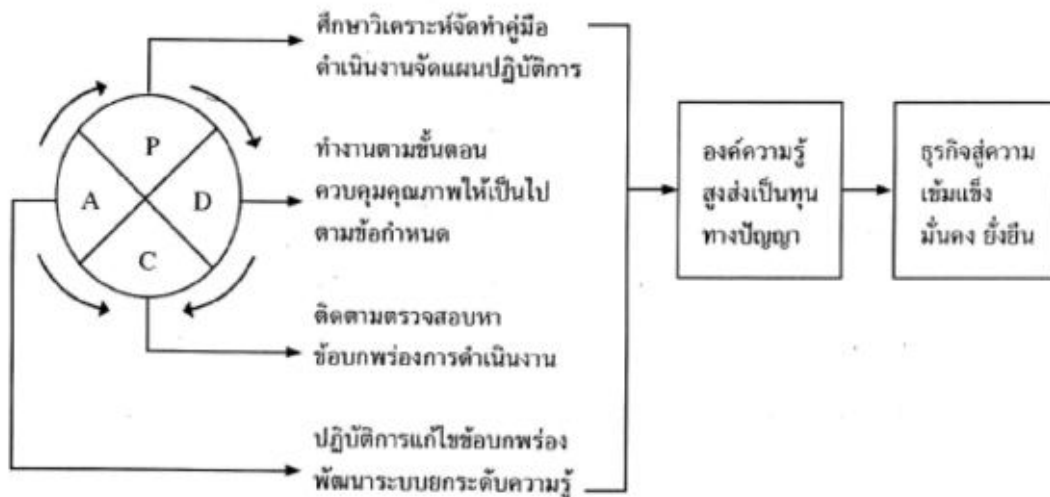 ศึกษาวิเคราะห์จัดทำคู่มือ
ดำเนินงานจัดแผนปฏิบัติการ
P
A
D
C
ทำงานตามขั้นตอน
ควบคุมคุณภาพให้เป็นไป
ตามข้อกำหนด
ติดตามตรวจสอบหา
ข้อบกพร่องการดำเนินงาน
ปฏิบัติการแก้ไขข้อบกพร่อง
พัฒนาระบบยกระดับความรู้
องค์ความรู้
สูงส่งเป็นทุน
ทางปัญญา
ธุรกิจสู่ความ
เข้มแข็ง
มั่นคง ยั่งยืน